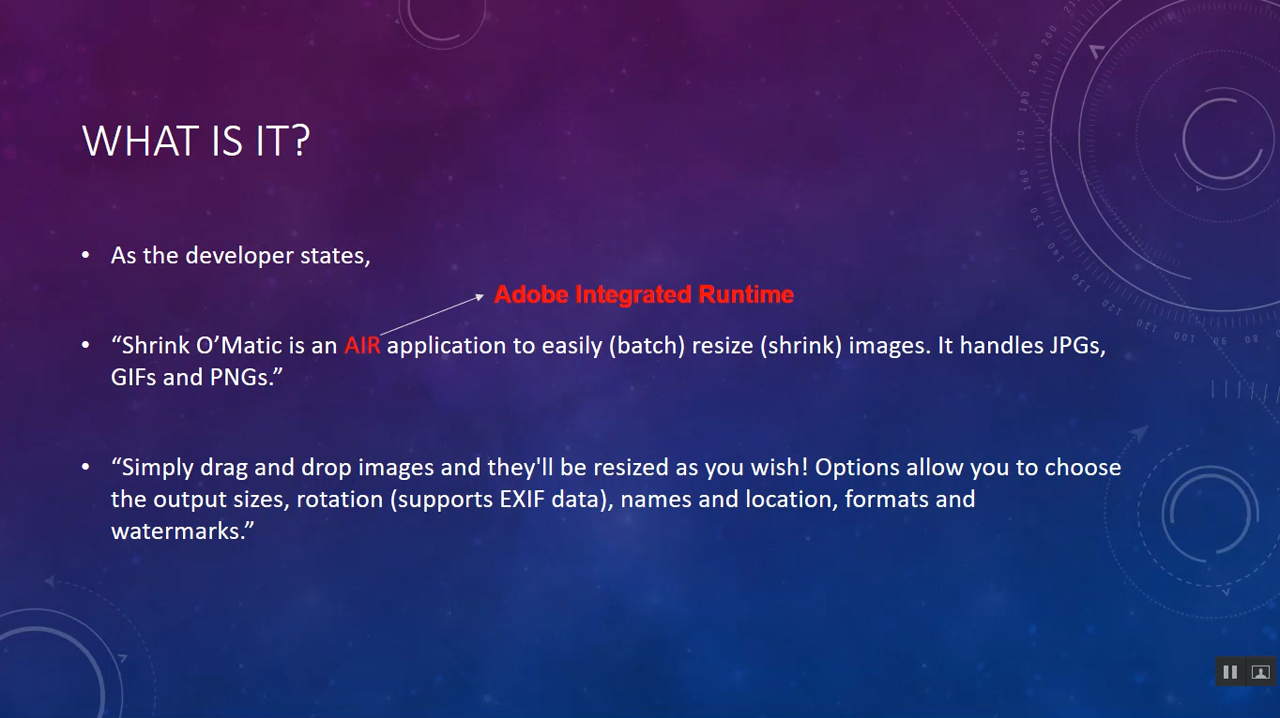 WHAT IS IT?
• As the developer states,
Adobe Integrated Runtime
• “Shrink O’Matic is an AIR application to easily (batch) resize (shrink) images. It handles JPGs,
GIFs and PNGs.”
• “Simply drag and drop images and they'll be resized as you wish! Options allow you to choose
the output sizes, rotation (supports EXIF data), names and location, formats and
watermarks.”